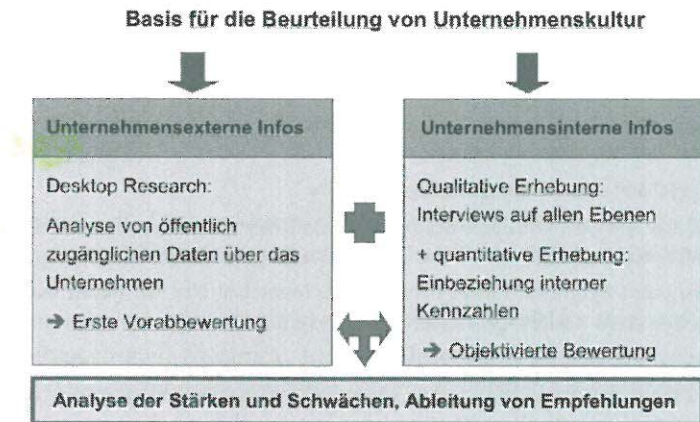 Basis für die Beurteilung von Unternehmenskultur
Unternehmensexterne Infos
Desktop Research:
Analyse von öffentlich
zugänglichen Daten über das
Unternehmen
→ Erste Vorabbewertung
Unternehmensinterne Infos
Qualitative Erhebung:
Interviews auf allen Ebenen
+ quantitative Erhebung:
Einbeziehung interner
Kennzahlen
→ Objektivierte Bewertung
Analyse der Stärken und Schwächen, Ableitung von Empfehlungen